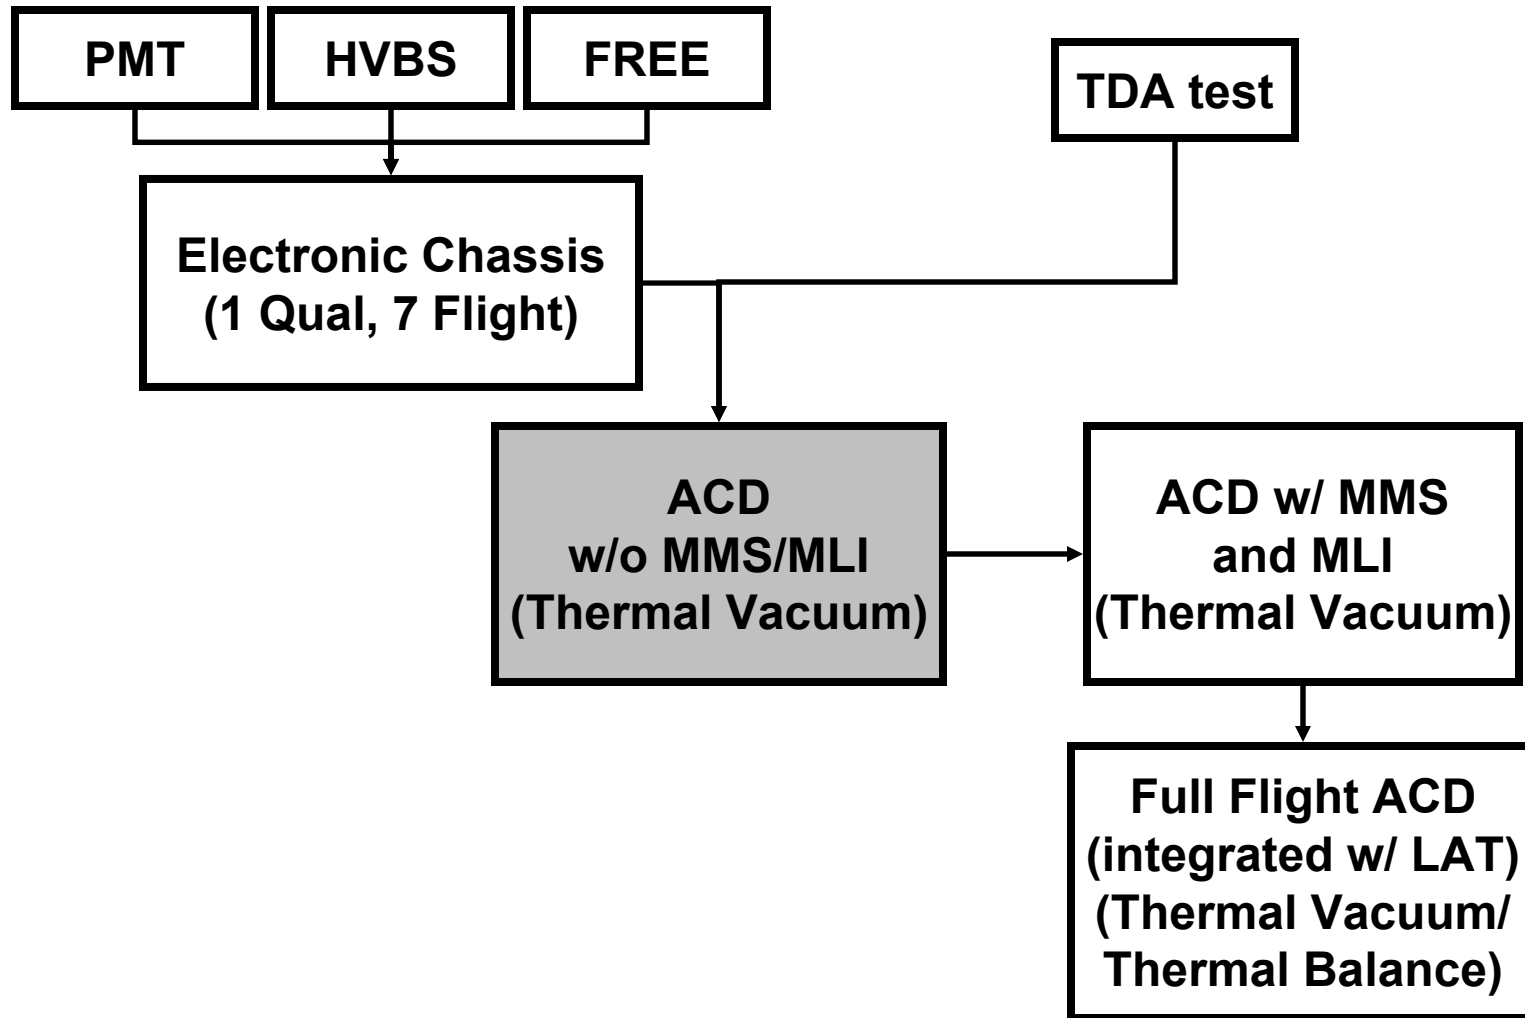 PMT
HVBS
FREE
TDA test
Electronic Chassis
(1 Qual, 7 Flight)
ACD
w/o MMS/MLI
(Thermal Vacuum)
ACD w/ MMS
and MLI
(Thermal Vacuum)
Full Flight ACD
(integrated w/ LAT)
(Thermal Vacuum/
Thermal Balance)